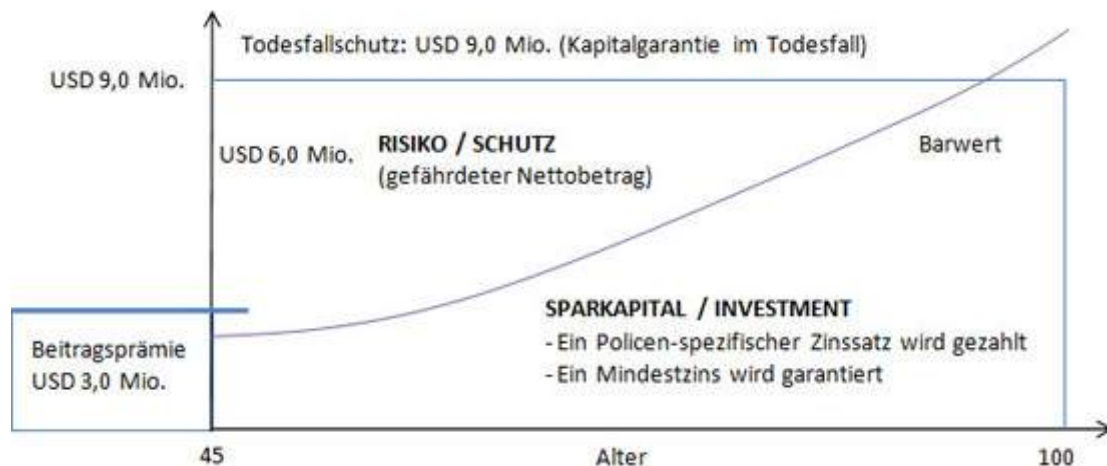 Todesfallschutz: USD 9,0 Mio. (Kapitalgarantie im Todesfall)
USD 9,0 Mio.
USD 6,0 Mio.
RISIKO / SCHUTZ
(gefährdeter Nettobetrag)
Barwert
SPARKAPITAL / INVESTMENT
- Ein Policen-spezifischer Zinssatz wird gezahlt
- Ein Mindestzins wird garantiert
Beitragsprämie
USD 3,0 Mio.
45
Alter
100